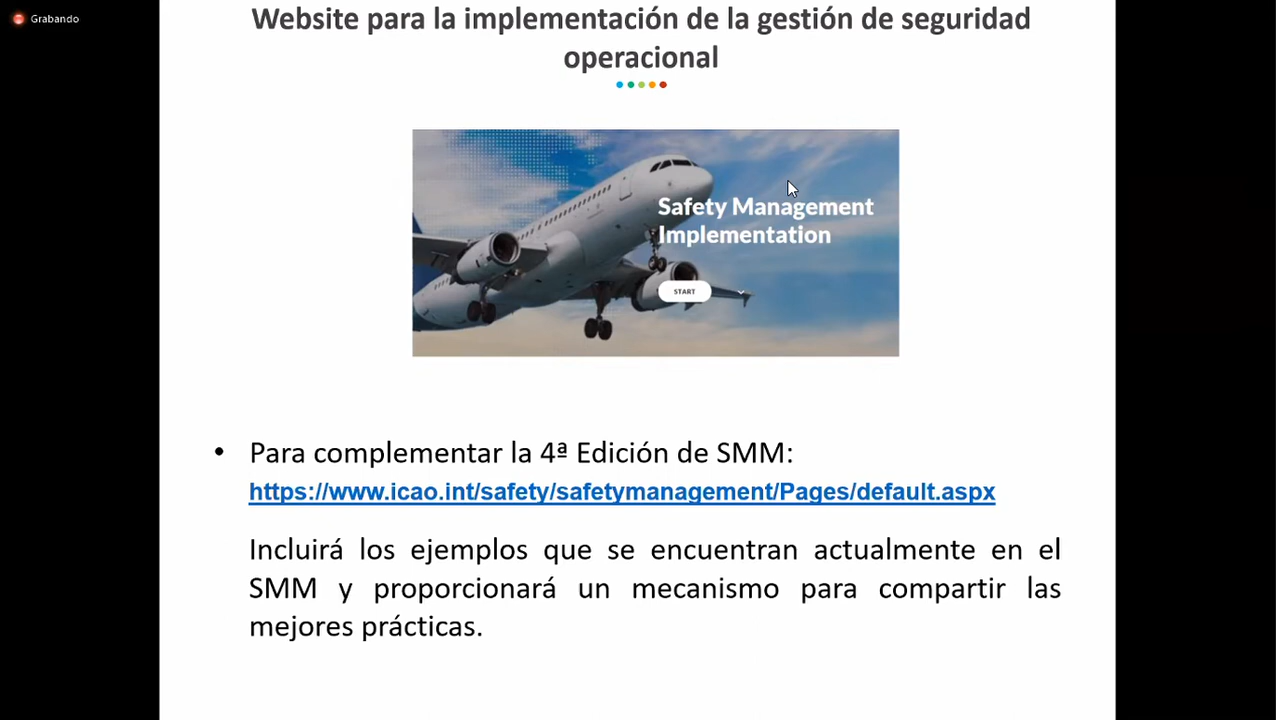 Grabando
Website para la implementación de la gestión de seguridad
operacional
Safety Management
Implementation
START
Para complementar la 4ª Edición de SMM:
https://www.icao.int/safety/safetymanagement/Pages/default.aspx
Incluirá los ejemplos que se encuentran actualmente en el
SMM y proporcionará un mecanismo para compartir las
mejores prácticas.